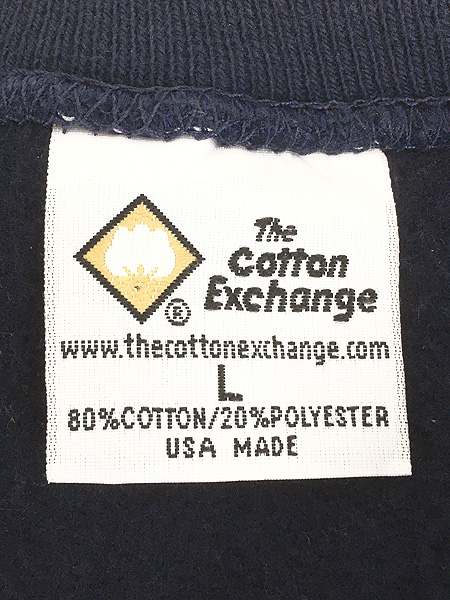 The
Cotton
Exchange
®
www.thecottonexchange.com
L
80%COTTON/20%POLYESTER
USA MADE